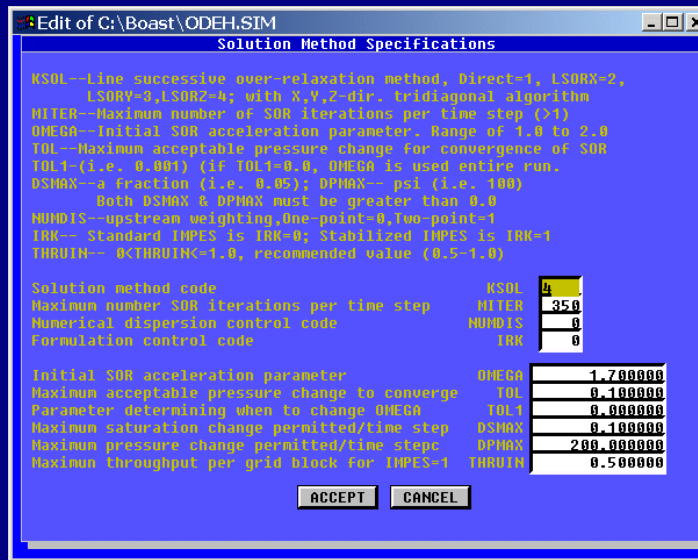 Edit of C:\Boast\ODEH.SIM
Solution Method Specifications
KSOL--Line successive over-relaxation method, Direct=1, LSORX=2,
LSORY=3,LSORZ=4; with X,Y,Z-dir. tridiagonal algorithm
MITER--Maximum number of SOR iterations per time step (>1)
OMEGA--Initial SOR acceleration parameter. Range of 1.0 to 2.0
TOL--Maximum acceptable pressure change for convergence of SOR
TOL1-(i.e. 0.001) (if TOL1=0.0, OMEGA is used entire run.
DSMAX--a fraction (i.e. 0.05); DPMAX-- psi (i.e. 100)
Both DSMAX & DPMAX must be greater than 0.0
NUMDIS--upstream weighting,One-point=0,Two-point=1
IRK-- Standard IMPES is IRK=0; Stabilized IMPES is IRK=1
THRUIN-- 0<THRUIN<=1.0, recommended value (0.5-1.0)
Solution method code KSOL 4
Maximum number SOR iterations per time step MITER 350
Numerical dispersion control code NUMDIS 0
Formulation control code IRK 0
Initial SOR acceleration parameter OMEGA 1.700000
Maximum acceptable pressure change to converge TOL 0.100000
Parameter determining when to change OMEGA TOL1 0.000000
Maximum saturation change permitted/time step DSMAX 0.100000
Maximum pressure change permitted/time stepc DPMAX 200.000000
Maximun throughput per grid block for IMPES=1 THRUIN 0.500000
ACCEPT CANCEL